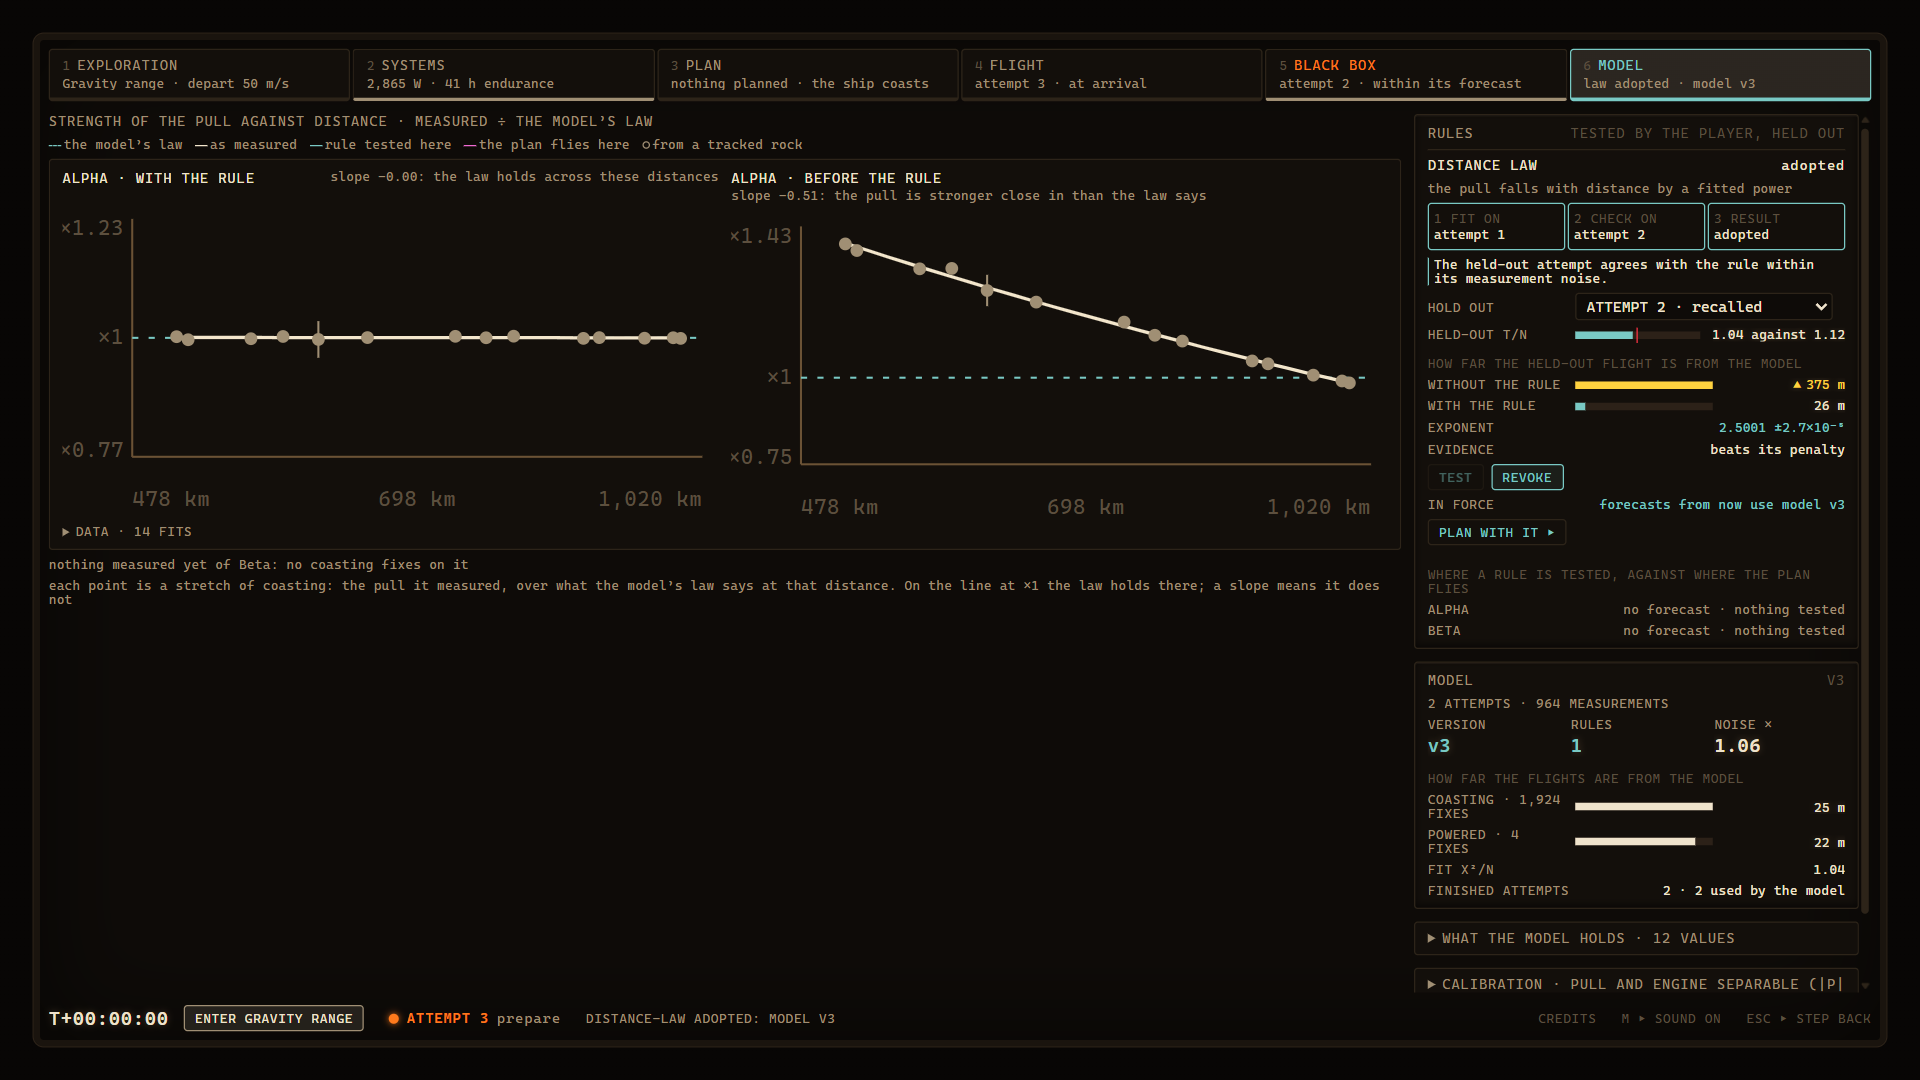 1 EXPLORATION
Gravity range · depart 50 m/s
2 SYSTEMS
2,865 W · 41 h endurance
3 PLAN
nothing planned · the ship coasts
4 FLIGHT
attempt 3 · at arrival
5 BLACK BOX
attempt 2 · within its forecast
6 MODEL
law adopted · model v3
STRENGTH OF THE PULL AGAINST DISTANCE · MEASURED ÷ THE MODEL'S LAW
the model's law as measured rule tested here the plan flies here from a tracked rock
ALPHA · WITH THE RULE
slope −0.00: the law holds across these distances
×1.23
×1
×0.77
478 km 698 km 1,020 km
ALPHA · BEFORE THE RULE
slope −0.51: the pull is stronger close in than the law says
×1.43
×1
×0.75
478 km 698 km 1,020 km
▶ DATA · 14 FITS
nothing measured yet of Beta: no coasting fixes on it
each point is a stretch of coasting: the pull it measured, over what the model's law says at that distance. On the line at ×1 the law holds there; a slope means it does
not
RULES TESTED BY THE PLAYER, HELD OUT
DISTANCE LAW adopted
the pull falls with distance by a fitted power
1 FIT ON
attempt 1
2 CHECK ON
attempt 2
3 RESULT
adopted
The held-out attempt agrees with the rule within
its measurement noise.
HOLD OUT ATTEMPT 2 · recalled
HELD-OUT T/N 1.04 against 1.12
HOW FAR THE HELD-OUT FLIGHT IS FROM THE MODEL
WITHOUT THE RULE ▲ 375 m
WITH THE RULE 26 m
EXPONENT 2.5001
EVIDENCE beats its penalty
TEST REVOKE
IN FORCE forecasts from now use model v3
PLAN WITH IT ▸
WHERE A RULE IS TESTED, AGAINST WHERE THE PLAN
FLIES
ALPHA no forecast · nothing tested
BETA no forecast · nothing tested
MODEL V3
2 ATTEMPTS · 964 MEASUREMENTS
VERSION RULES NOISE ×
v3 1 1.06
HOW FAR THE FLIGHTS ARE FROM THE MODEL
COASTING · 1,924
FIXES 25 m
POWERED · 4
FIXES 22 m
FIT X²/N 1.04
FINISHED ATTEMPTS 2 · 2 used by the model
▶ WHAT THE MODEL HOLDS · 12 VALUES
▶ CALIBRATION · PULL AND ENGINE SEPARABLE (|P|
T+00:00:00 ENTER GRAVITY RANGE ATTEMPT 3 prepare DISTANCE-LAW ADOPTED: MODEL V3
CREDITS M ▸ SOUND ON ESC ▸ STEP BACK